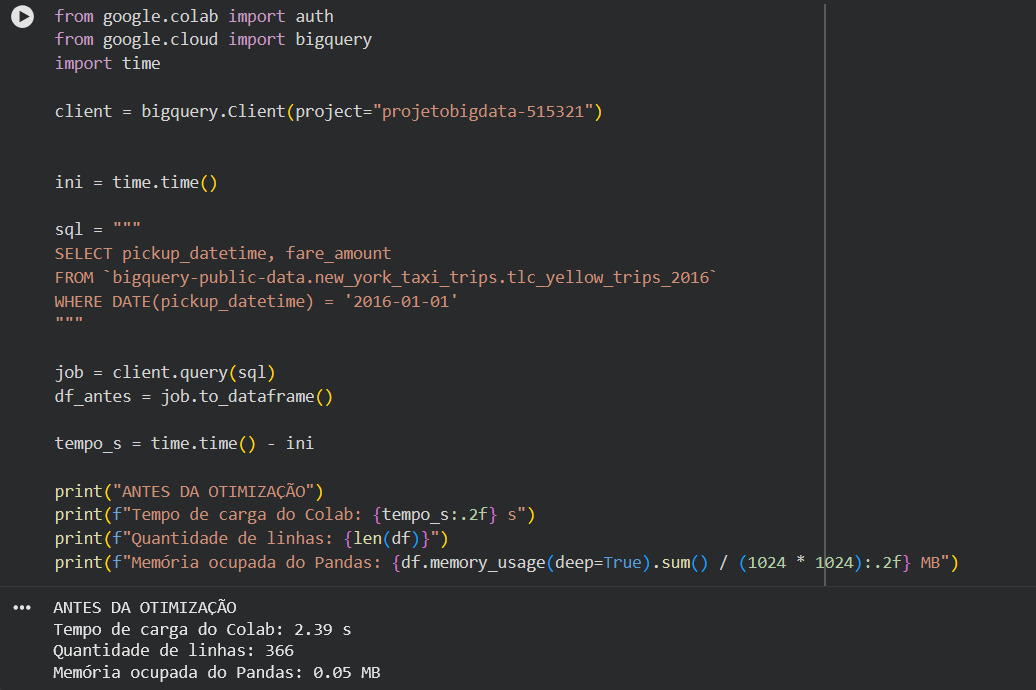 from google.colab import auth
from google.cloud import bigquery
import time
client = bigquery.Client(project="projetobigdata-515321")
ini = time.time()
sql = """
SELECT pickup_datetime, fare_amount
FROM `bigquery-public-data.new_york_taxi_trips.tlc_yellow_trips_2016`
WHERE DATE(pickup_datetime) = '2016-01-01'
"""
job = client.query(sql)
df_antes = job.to_dataframe()
tempo_s = time.time() - ini
print("ANTES DA OTIMIZAÇÃO")
print(f"Tempo de carga do Colab: {tempo_s:.2f} s")
print(f"Quantidade de linhas: {len(df)}")
print(f"Memória ocupada do Pandas: {df.memory_usage(deep=True).sum() / (1024 * 1024):.2f} MB")
ANTES DA OTIMIZAÇÃO
Tempo de carga do Colab: 2.39 s
Quantidade de linhas: 366
Memória ocupada do Pandas: 0.05 MB